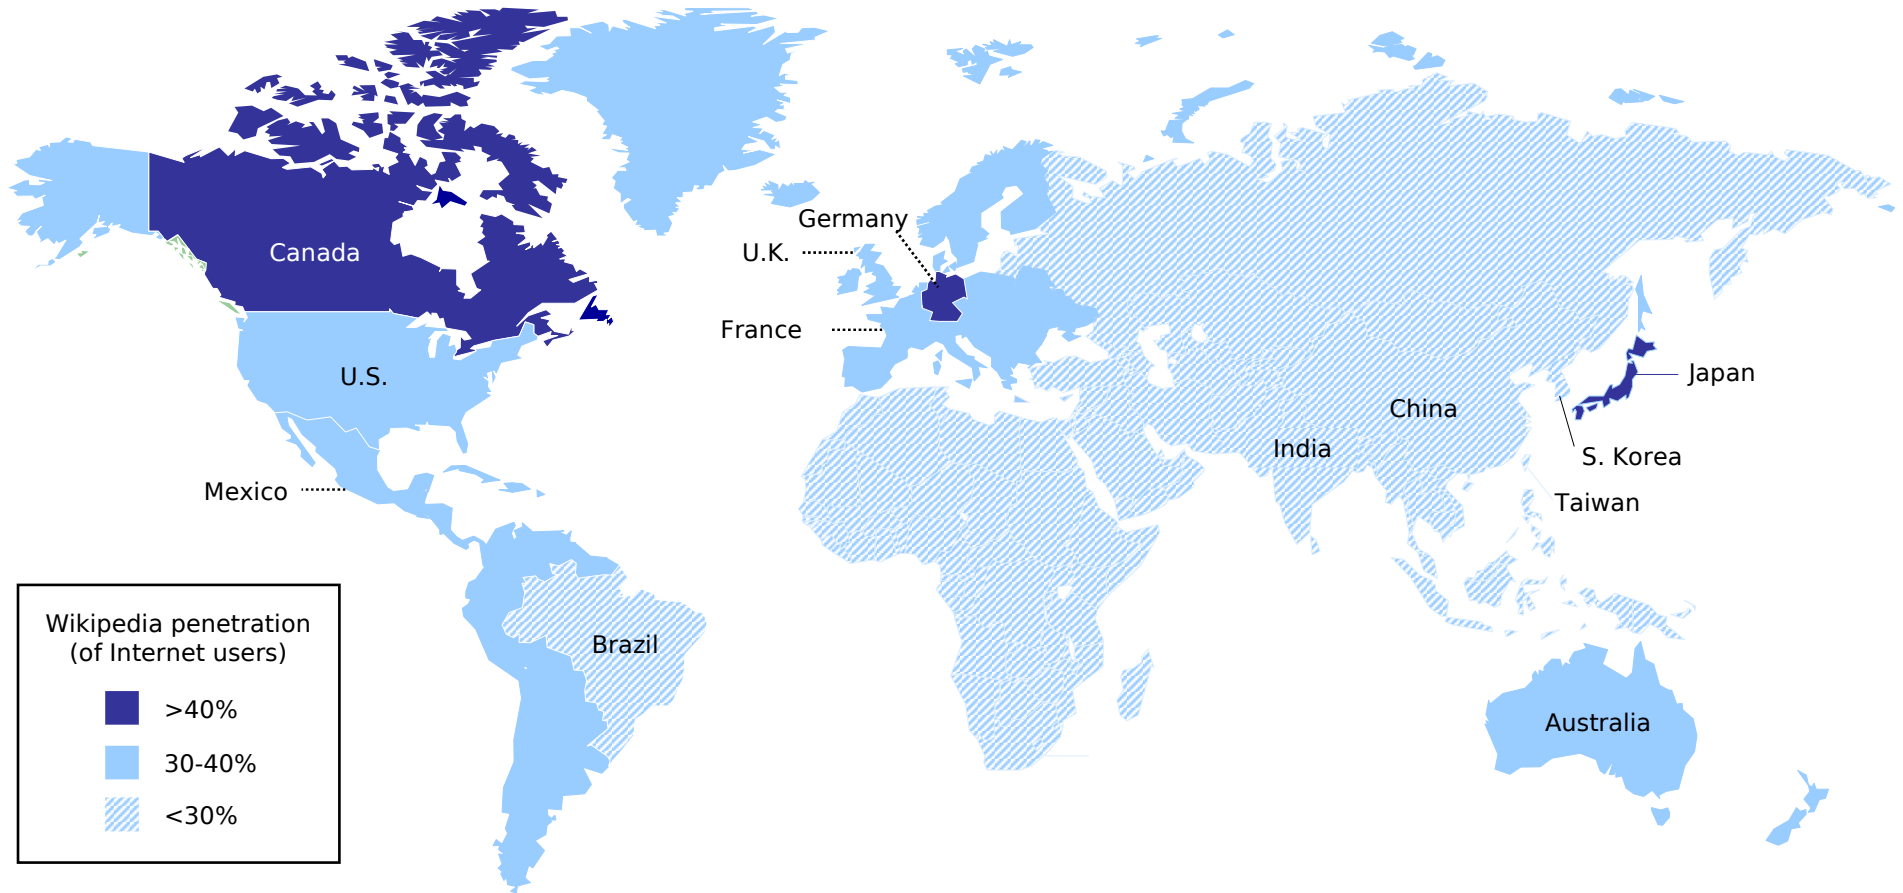 Germany
U.K.
Canada
France
U.S.
Japan
China
India
S. Korea
Mexico
Taiwan
Brazil
Australia
Wikipedia penetration
(of Internet users)
>40%
30-40%
<30%